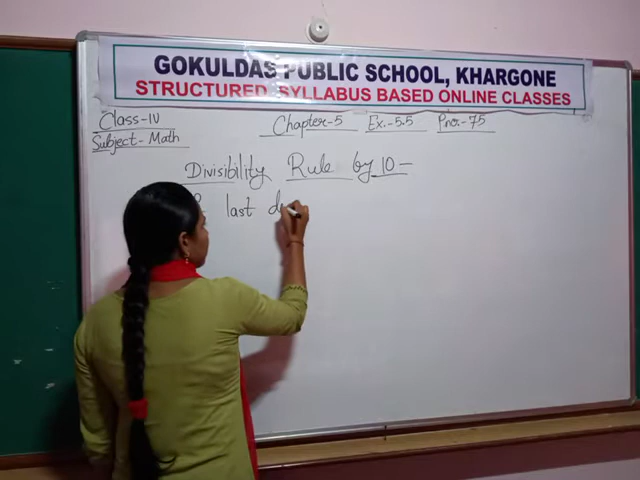 GOKULDAS PUBLIC SCHOOL, KHARGONE
STRUCTURED SYLLABUS BASED ONLINE CLASSES
Class-IV Chapter-5 Ex.-5.5 P.no.-75
Subject-Math
Divisibility Rule by 10-
last